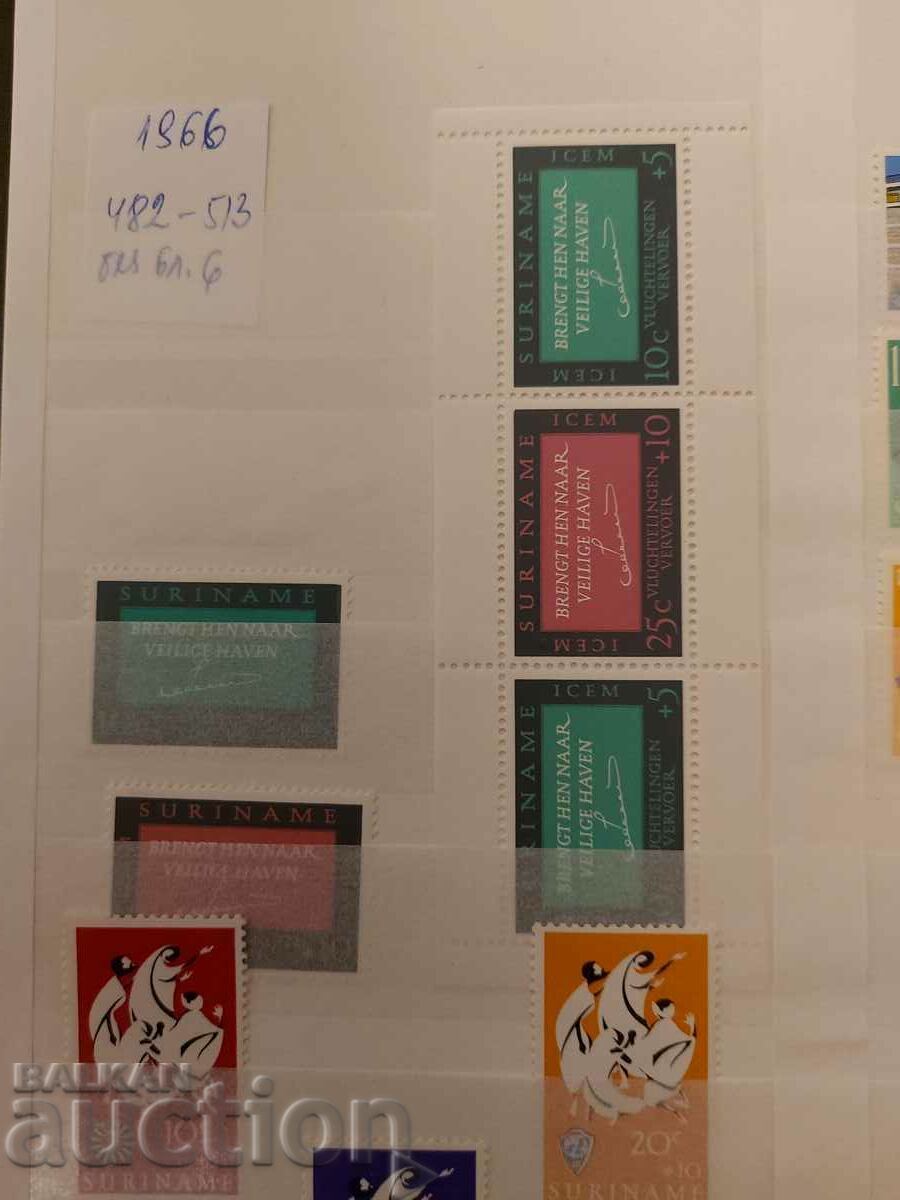 1966
482-513
без бл. 6
ICEM
SURINAME
BRENGT HEN NAAR
VEILIGE HAVEN
10c VLUCHTELINGEN +5
VERVOER
ICEM
ICEM
SURINAME
BRENGT HEN NAAR
VEILIGE HAVEN
25c VLUCHTELINGEN +10
VERVOER
ICEM
ICEM
SURINAME
BRENGT HEN NAAR
VEILIGE HAVEN
VLUCHTELINGEN +5
VERVOER
SURINAME
BRENGT HEN NAAR
VEILIGE HAVEN
SURINAME
BRENGT HEN NAAR
VEILIGE HAVEN
10c
SURINAME
20c
+10
SURINAME
BALKAN
auction